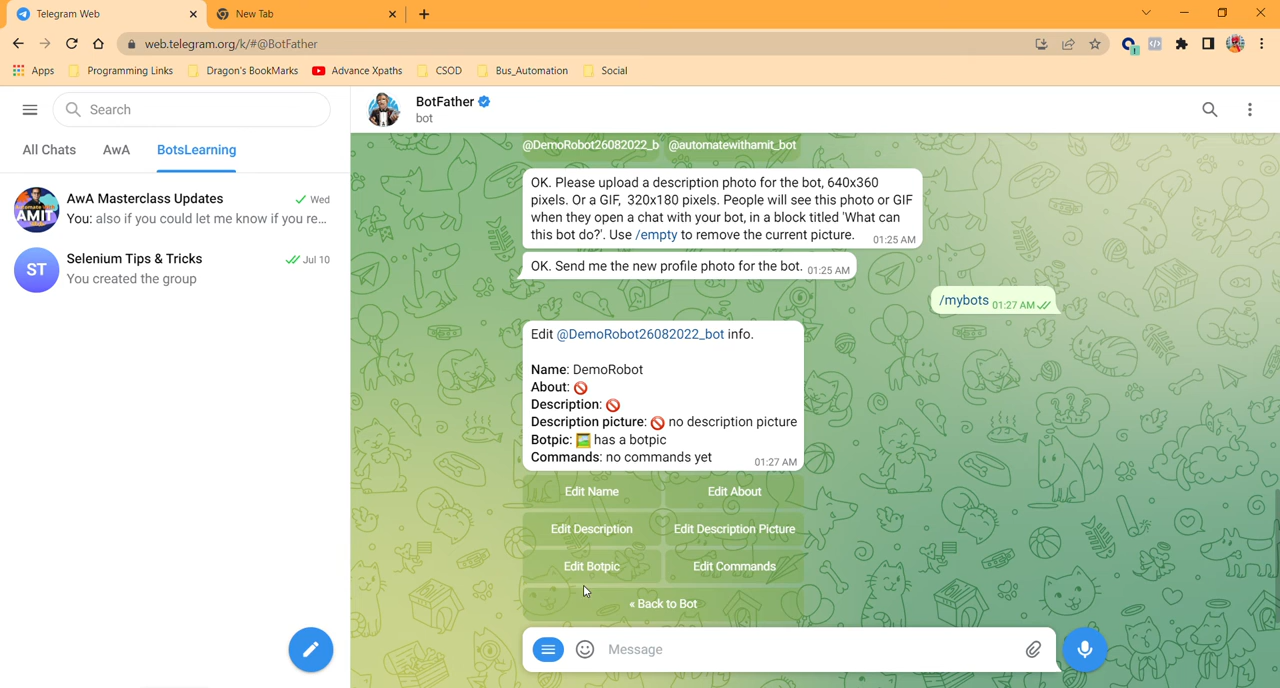 Telegram Web
New Tab
web.telegram.org/k/#@BotFather
Apps
Programming Links
Dragon's BookMarks
Advance Xpaths
CSOD
Bus_Automation
Social
Search
All Chats
AwA
BotsLearning
AMIT
AwA Masterclass Updates
Wed
You: also if you could let me know if you re...
ST
Selenium Tips & Tricks
Jul 10
You created the group
BotFather
bot
@DemoRobot26082022_b
@automatewithamit_bot
OK. Please upload a description photo for the bot, 640x360
pixels. Or a GIF, 320x180 pixels. People will see this photo or GIF
when they open a chat with your bot, in a block titled 'What can
this bot do?'. Use /empty to remove the current picture.
01:25 AM
OK. Send me the new profile photo for the bot. 01:25 AM
/mybots 01:27 AM
Edit @DemoRobot26082022_bot info.
Name: DemoRobot
About: 🚫
Description: 🚫
Description picture: 🚫 no description picture
Botpic: 🖼 has a botpic
Commands: no commands yet
01:27 AM
Edit Name
Edit About
Edit Description
Edit Description Picture
Edit Botpic
Edit Commands
« Back to Bot
Message